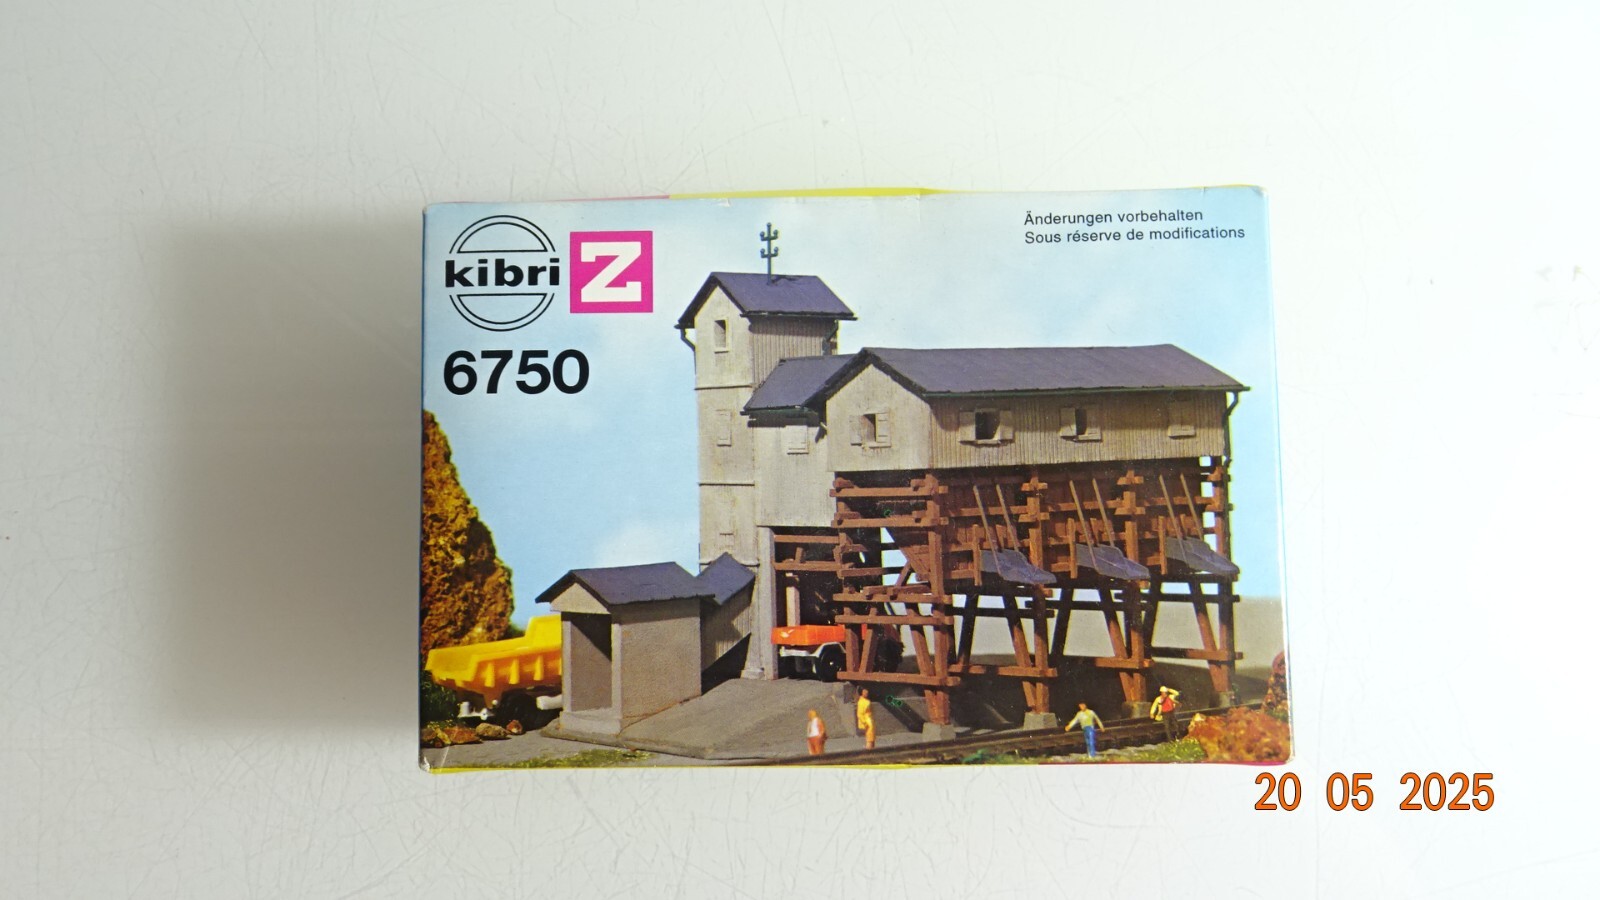 kibri Z
6750
Änderungen vorbehalten
Sous réserve de modifications
20 05 2025